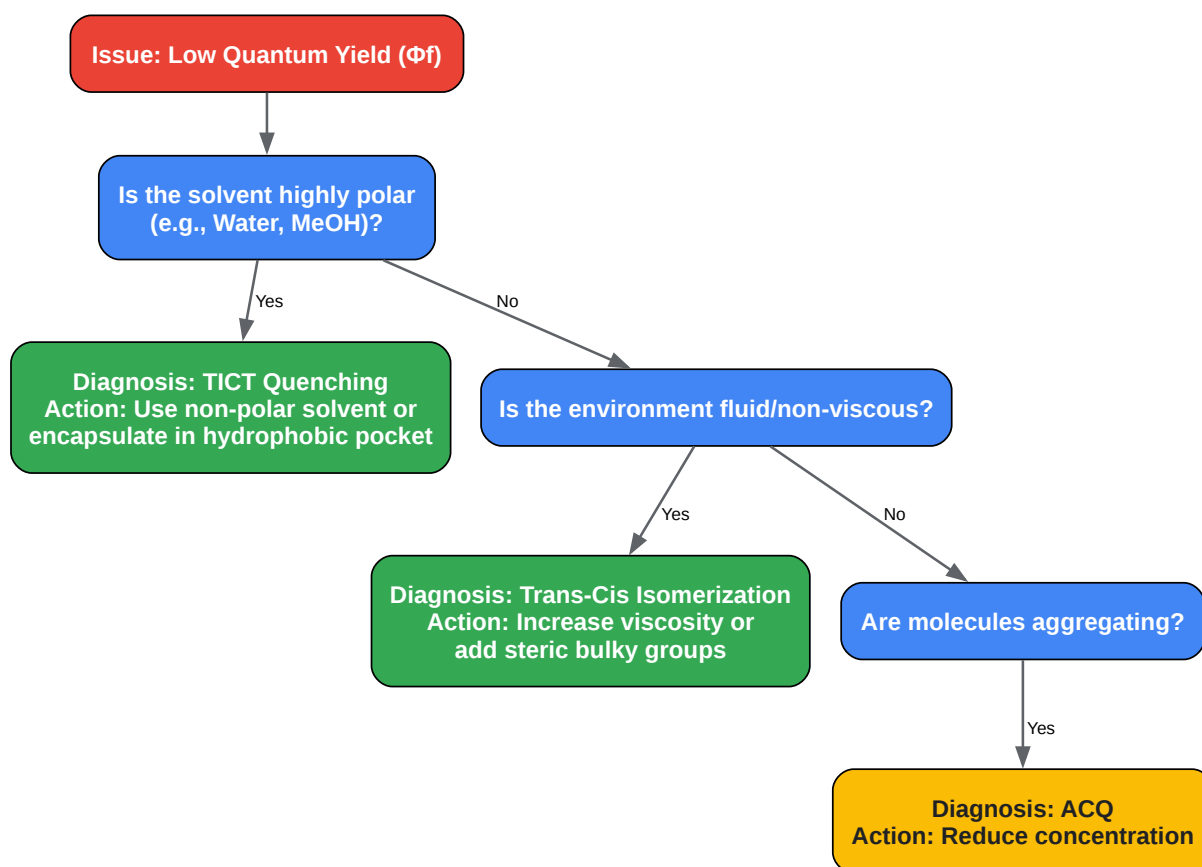 Issue: Low Quantum Yield (Φf)
Is the solvent highly polar
(e.g., Water, MeOH)?
Yes
No
Diagnosis: TICT Quenching
Action: Use non-polar solvent or
encapsulate in hydrophobic pocket
Is the environment fluid/non-viscous?
Yes
No
Diagnosis: Trans-Cis Isomerization
Action: Increase viscosity or
add steric bulky groups
Are molecules aggregating?
Yes
Diagnosis: ACQ
Action: Reduce concentration